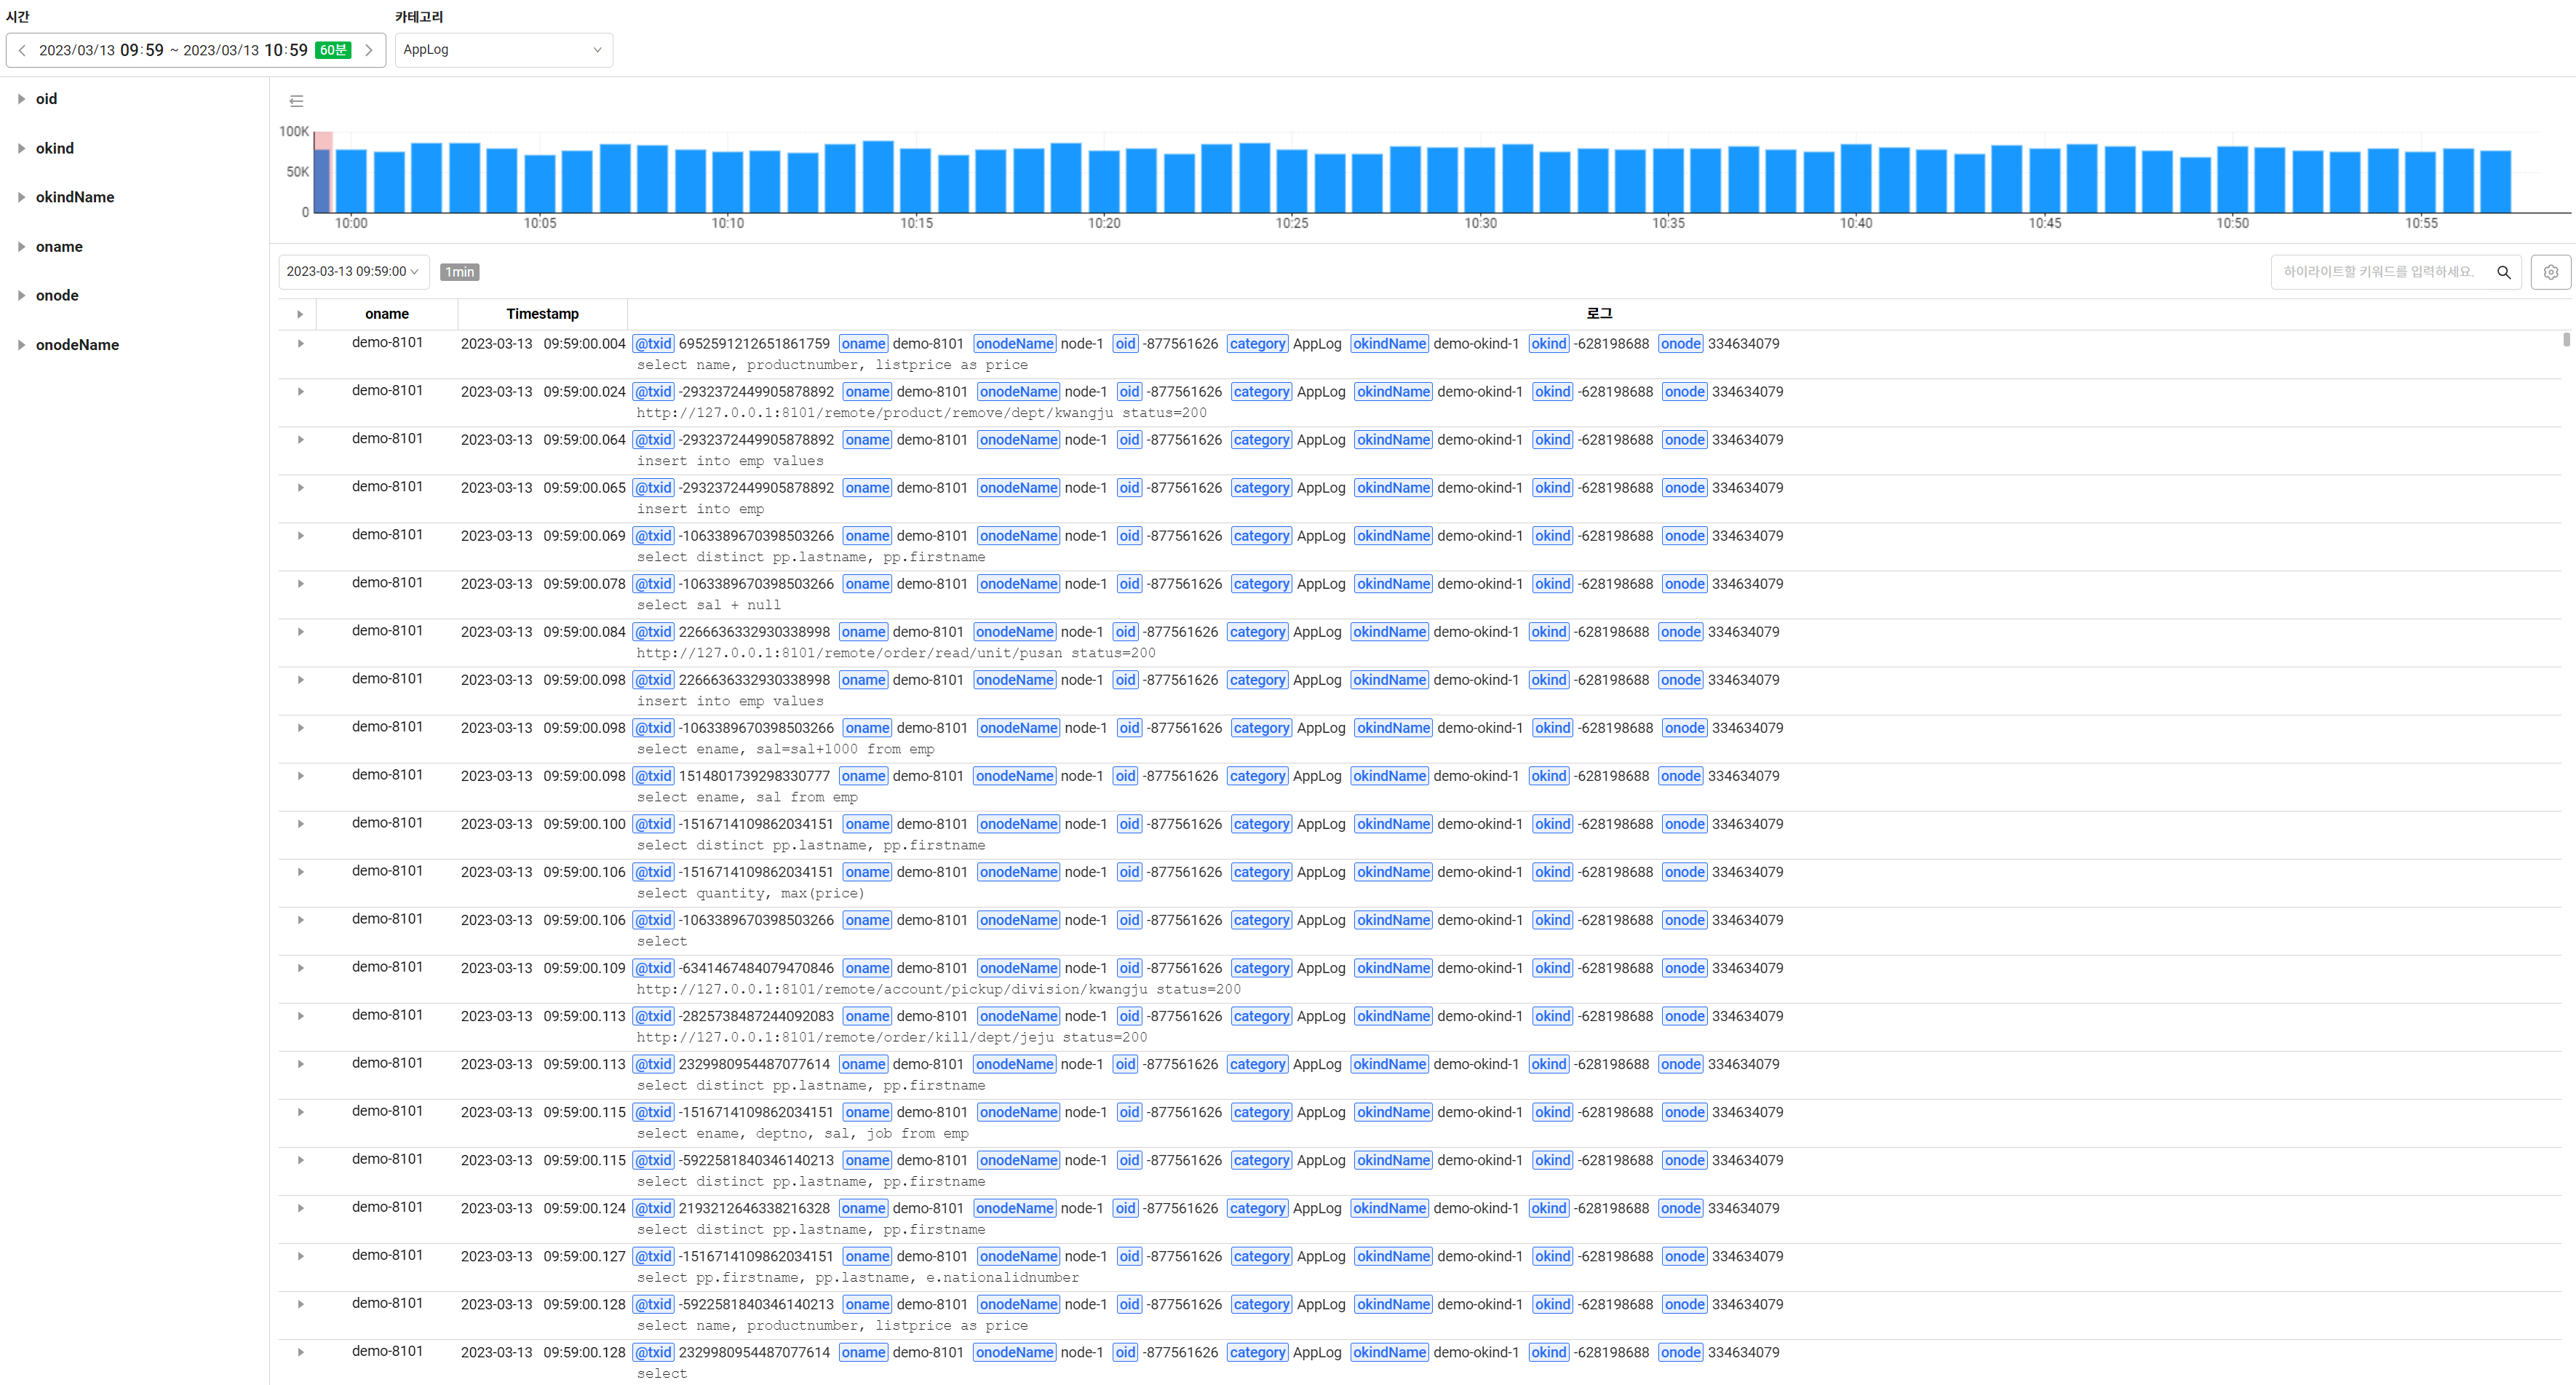 시간 카테고리
2023/03/13 09:59 ~ 2023/03/13 10:59 60분 AppLog
oid
okind
okindName
oname
onode
onodeName
100K
50K
0
10:00 10:05 10:10 10:15 10:20 10:25 10:30 10:35 10:40 10:45 10:50 10:55
2023-03-13 09:59:00 1min 하이라이트할 키워드를 입력하세요.
oname Timestamp 로그
demo-8101 2023-03-13 09:59:00.004 @txid 6952591212651861759 oname demo-8101 onodeName node-1 oid -877561626 category AppLog okindName demo-okind-1 okind -628198688 onode 334634079
select name, productnumber, listprice as price
demo-8101 2023-03-13 09:59:00.024 @txid -2932372449905878892 oname demo-8101 onodeName node-1 oid -877561626 category AppLog okindName demo-okind-1 okind -628198688 onode 334634079
http://127.0.0.1:8101/remote/product/remove/dept/kwangju status=200
demo-8101 2023-03-13 09:59:00.064 @txid -2932372449905878892 oname demo-8101 onodeName node-1 oid -877561626 category AppLog okindName demo-okind-1 okind -628198688 onode 334634079
insert into emp values
demo-8101 2023-03-13 09:59:00.065 @txid -2932372449905878892 oname demo-8101 onodeName node-1 oid -877561626 category AppLog okindName demo-okind-1 okind -628198688 onode 334634079
insert into emp
demo-8101 2023-03-13 09:59:00.069 @txid -1063389670398503266 oname demo-8101 onodeName node-1 oid -877561626 category AppLog okindName demo-okind-1 okind -628198688 onode 334634079
select distinct pp.lastname, pp.firstname
demo-8101 2023-03-13 09:59:00.078 @txid -1063389670398503266 oname demo-8101 onodeName node-1 oid -877561626 category AppLog okindName demo-okind-1 okind -628198688 onode 334634079
select sal + null
demo-8101 2023-03-13 09:59:00.084 @txid 2266636332930338998 oname demo-8101 onodeName node-1 oid -877561626 category AppLog okindName demo-okind-1 okind -628198688 onode 334634079
http://127.0.0.1:8101/remote/order/read/unit/pusan status=200
demo-8101 2023-03-13 09:59:00.098 @txid 2266636332930338998 oname demo-8101 onodeName node-1 oid -877561626 category AppLog okindName demo-okind-1 okind -628198688 onode 334634079
insert into emp values
demo-8101 2023-03-13 09:59:00.098 @txid -1063389670398503266 oname demo-8101 onodeName node-1 oid -877561626 category AppLog okindName demo-okind-1 okind -628198688 onode 334634079
select ename, sal=sal+1000 from emp
demo-8101 2023-03-13 09:59:00.098 @txid 1514801739298330777 oname demo-8101 onodeName node-1 oid -877561626 category AppLog okindName demo-okind-1 okind -628198688 onode 334634079
select ename, sal from emp
demo-8101 2023-03-13 09:59:00.100 @txid -1516714109862034151 oname demo-8101 onodeName node-1 oid -877561626 category AppLog okindName demo-okind-1 okind -628198688 onode 334634079
select distinct pp.lastname, pp.firstname
demo-8101 2023-03-13 09:59:00.106 @txid -1516714109862034151 oname demo-8101 onodeName node-1 oid -877561626 category AppLog okindName demo-okind-1 okind -628198688 onode 334634079
select quantity, max(price)
demo-8101 2023-03-13 09:59:00.106 @txid -1063389670398503266 oname demo-8101 onodeName node-1 oid -877561626 category AppLog okindName demo-okind-1 okind -628198688 onode 334634079
select
demo-8101 2023-03-13 09:59:00.109 @txid -6341467484079470846 oname demo-8101 onodeName node-1 oid -877561626 category AppLog okindName demo-okind-1 okind -628198688 onode 334634079
http://127.0.0.1:8101/remote/account/pickup/division/kwangju status=200
demo-8101 2023-03-13 09:59:00.113 @txid -2825738487244092083 oname demo-8101 onodeName node-1 oid -877561626 category AppLog okindName demo-okind-1 okind -628198688 onode 334634079
http://127.0.0.1:8101/remote/order/kill/dept/jeju status=200
demo-8101 2023-03-13 09:59:00.113 @txid 2329980954487077614 oname demo-8101 onodeName node-1 oid -877561626 category AppLog okindName demo-okind-1 okind -628198688 onode 334634079
select distinct pp.lastname, pp.firstname
demo-8101 2023-03-13 09:59:00.115 @txid -1516714109862034151 oname demo-8101 onodeName node-1 oid -877561626 category AppLog okindName demo-okind-1 okind -628198688 onode 334634079
select ename, deptno, sal, job from emp
demo-8101 2023-03-13 09:59:00.115 @txid -5922581840346140213 oname demo-8101 onodeName node-1 oid -877561626 category AppLog okindName demo-okind-1 okind -628198688 onode 334634079
select distinct pp.lastname, pp.firstname
demo-8101 2023-03-13 09:59:00.124 @txid 2193212646338216328 oname demo-8101 onodeName node-1 oid -877561626 category AppLog okindName demo-okind-1 okind -628198688 onode 334634079
select distinct pp.lastname, pp.firstname
demo-8101 2023-03-13 09:59:00.127 @txid -1516714109862034151 oname demo-8101 onodeName node-1 oid -877561626 category AppLog okindName demo-okind-1 okind -628198688 onode 334634079
select pp.firstname, pp.lastname, e.nationalidnumber
demo-8101 2023-03-13 09:59:00.128 @txid -5922581840346140213 oname demo-8101 onodeName node-1 oid -877561626 category AppLog okindName demo-okind-1 okind -628198688 onode 334634079
select name, productnumber, listprice as price
demo-8101 2023-03-13 09:59:00.128 @txid 2329980954487077614 oname demo-8101 onodeName node-1 oid -877561626 category AppLog okindName demo-okind-1 okind -628198688 onode 334634079
select